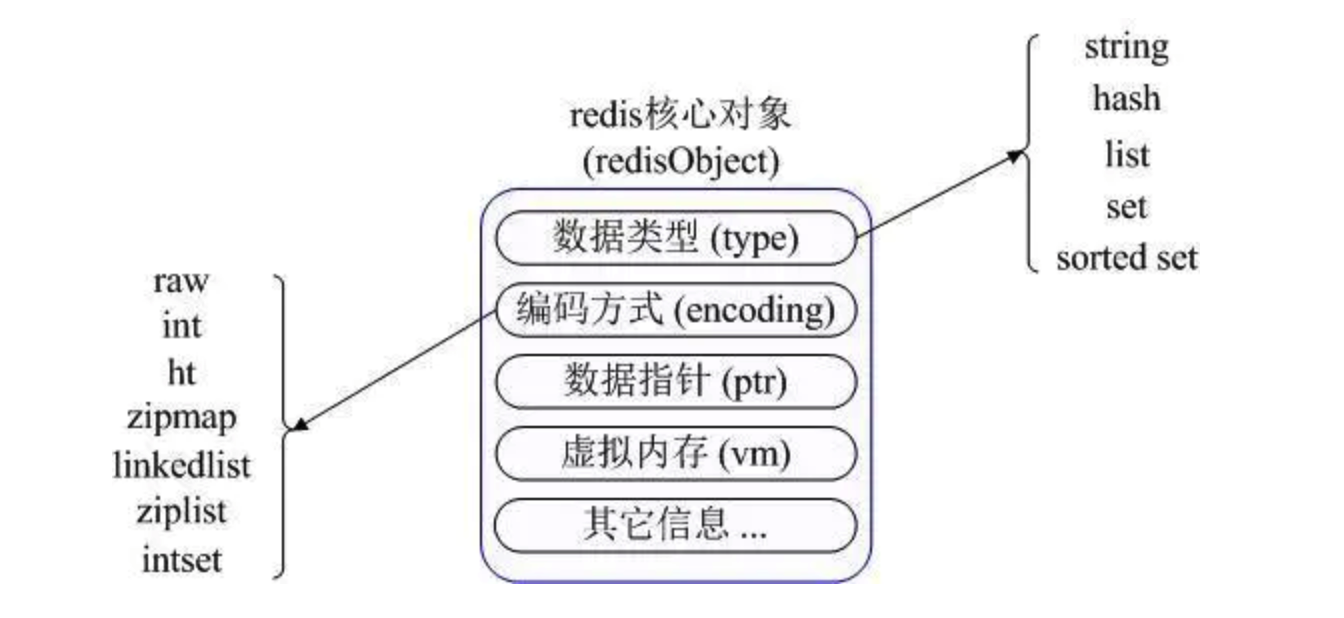 redis核心对象
(redisObject)
数据类型 (type)
编码方式 (encoding)
数据指针 (ptr)
虚拟内存 (vm)
其它信息 ...
string
hash
list
set
sorted set
raw
int
ht
zipmap
linkedlist
ziplist
intset